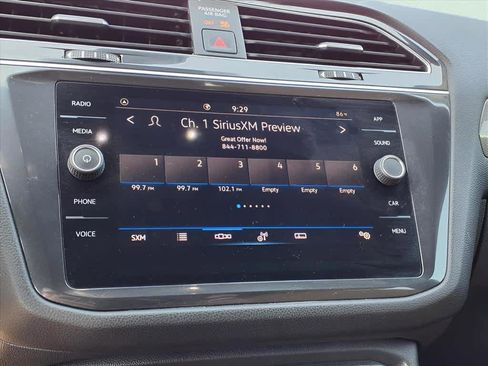 PASSENGER
AIR BAG
OFF
RADIO
MEDIA
PHONE
VOICE
9:29
86°
Ch. 1 SiriusXM Preview
Great Offer Now!
844-711-8800
1 2 3 4 5 6
99.7 FM 99.7 FM 102.1 FM Empty Empty Empty
SXM
APP
SOUND
CAR
MENU